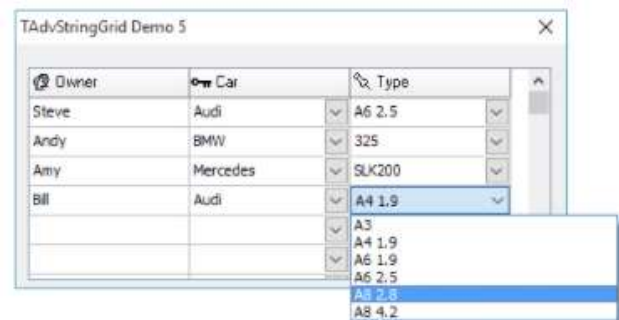 TAdvStringGrid Demo 5
Owner Car Type
Steve Audi A6 2.5
Andy BMW 325
Amy Mercedes SLK200
Bill Audi A4 1.9
A3
A4 1.9
A6 1.9
A6 2.5
A8 2.8
A8 4.2